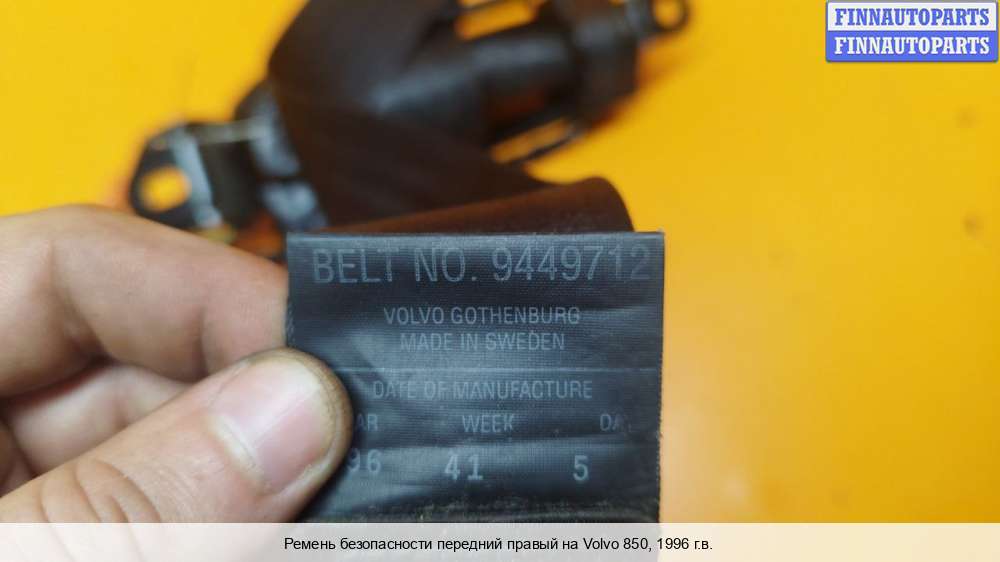 FINNAUTOPARTS
FINNAUTOPARTS
BELT NO. 9449712
VOLVO GOTHENBURG
MADE IN SWEDEN
DATE OF MANUFACTURE
WEEK
96 41 5
Ремень безопасности передний правый на Volvo 850, 1996 г.в.